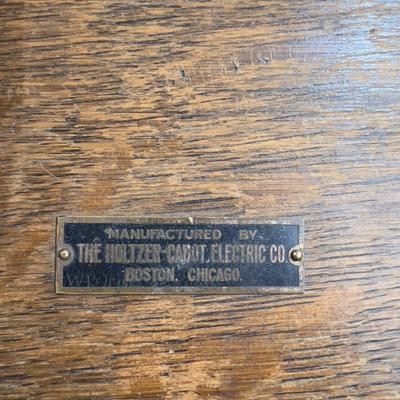 MANUFACTURED BY
THE HOLTZER-CABOT ELECTRIC CO.
BOSTON. CHICAGO.